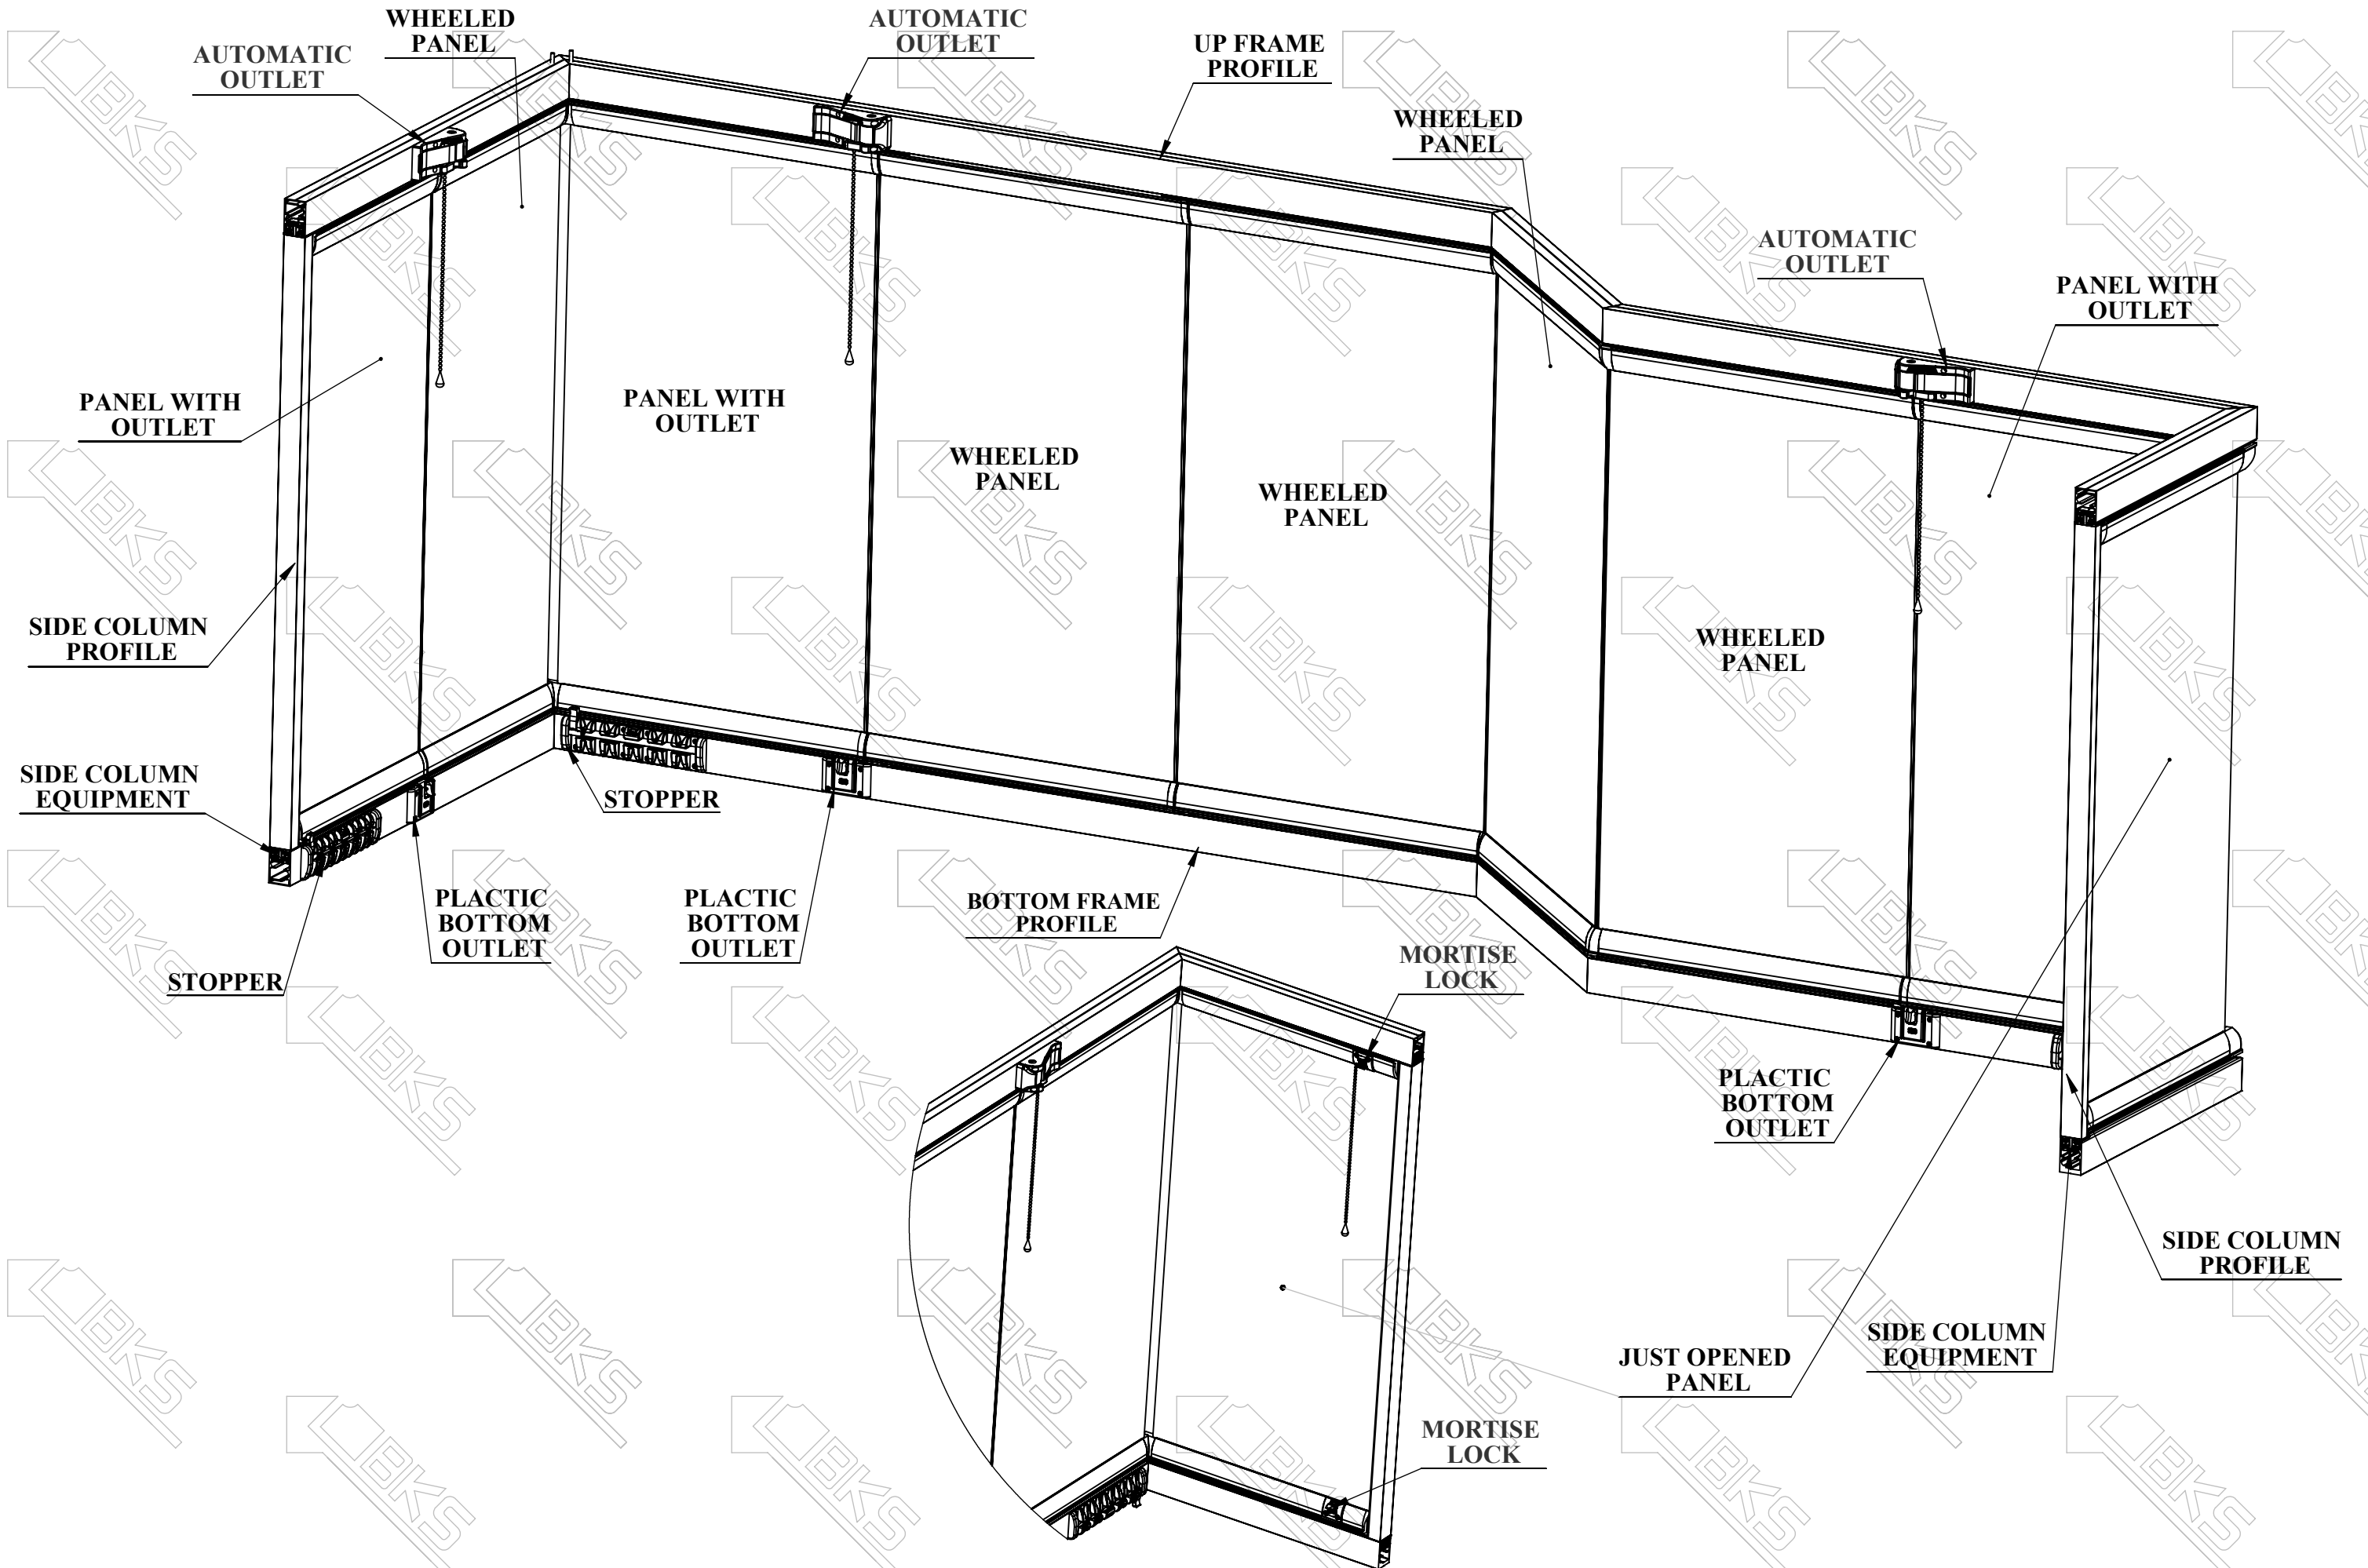 WHEELED
PANEL
AUTOMATIC
OUTLET
AUTOMATIC
OUTLET
UP FRAME
PROFILE
WHEELED
PANEL
AUTOMATIC
OUTLET
PANEL WITH
OUTLET
PANEL WITH
OUTLET
PANEL WITH
OUTLET
WHEELED
PANEL
WHEELED
PANEL
WHEELED
PANEL
SIDE COLUMN
PROFILE
SIDE COLUMN
EQUIPMENT
STOPPER
STOPPER
PLACTIC
BOTTOM
OUTLET
PLACTIC
BOTTOM
OUTLET
BOTTOM FRAME
PROFILE
MORTISE
LOCK
PLACTIC
BOTTOM
OUTLET
SIDE COLUMN
PROFILE
SIDE COLUMN
EQUIPMENT
JUST OPENED
PANEL
MORTISE
LOCK
BKS